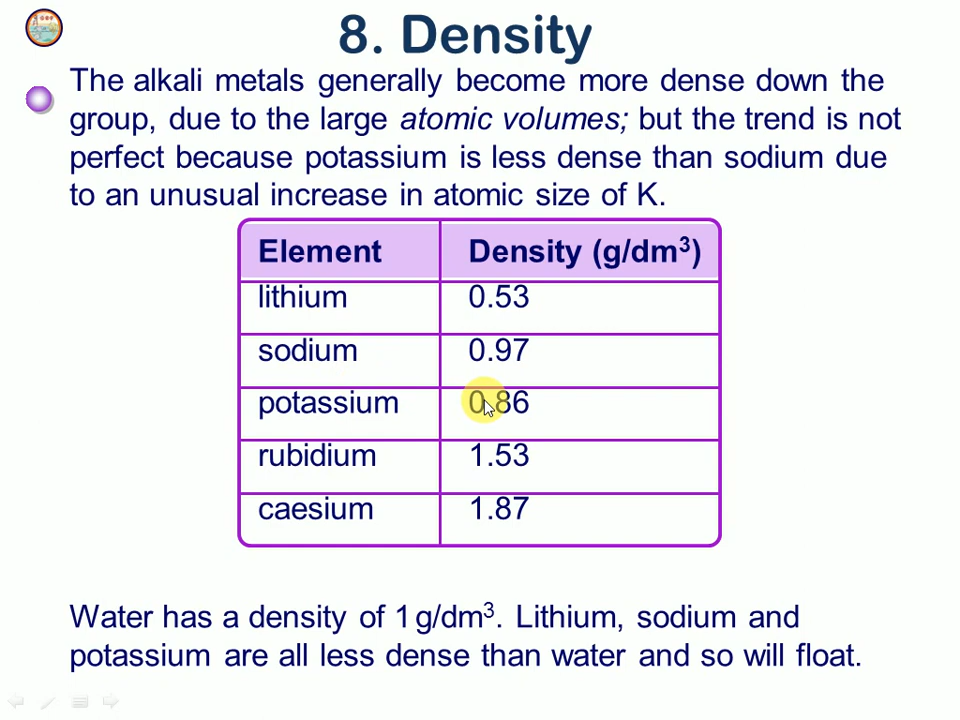 8. Density
The alkali metals generally become more dense down the
group, due to the large atomic volumes; but the trend is not
perfect because potassium is less dense than sodium due
to an unusual increase in atomic size of K.
Element Density (g/dm³)
lithium 0.53
sodium 0.97
potassium 0.86
rubidium 1.53
caesium 1.87
Water has a density of 1 g/dm³. Lithium, sodium and
potassium are all less dense than water and so will float.